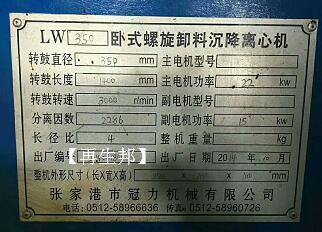 LW 350 卧式螺旋卸料沉降离心机
转鼓直径 350 mm 主电机型号
转鼓长度 1400 mm 主电机功率 22 kw
转鼓转速 3000 r/min 副电机型号
分离因数 2286 副电机功率 15 kw
长径比 4 整机重量 kg
出厂编号 【再生邦】 出厂日期 201 年 10 月
整机外形尺寸(长X宽X高) mm
张家港市冠力机械有限公司
电话:0512-58966636 传真:0512-58960726